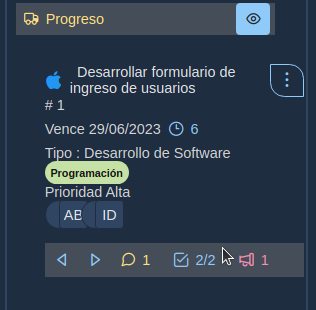 Progreso
Desarrollar formulario de
ingreso de usuarios
# 1
Vence 29/06/2023 6
Tipo : Desarrollo de Software
Programación
Prioridad Alta
AB ID
1 2/2 1